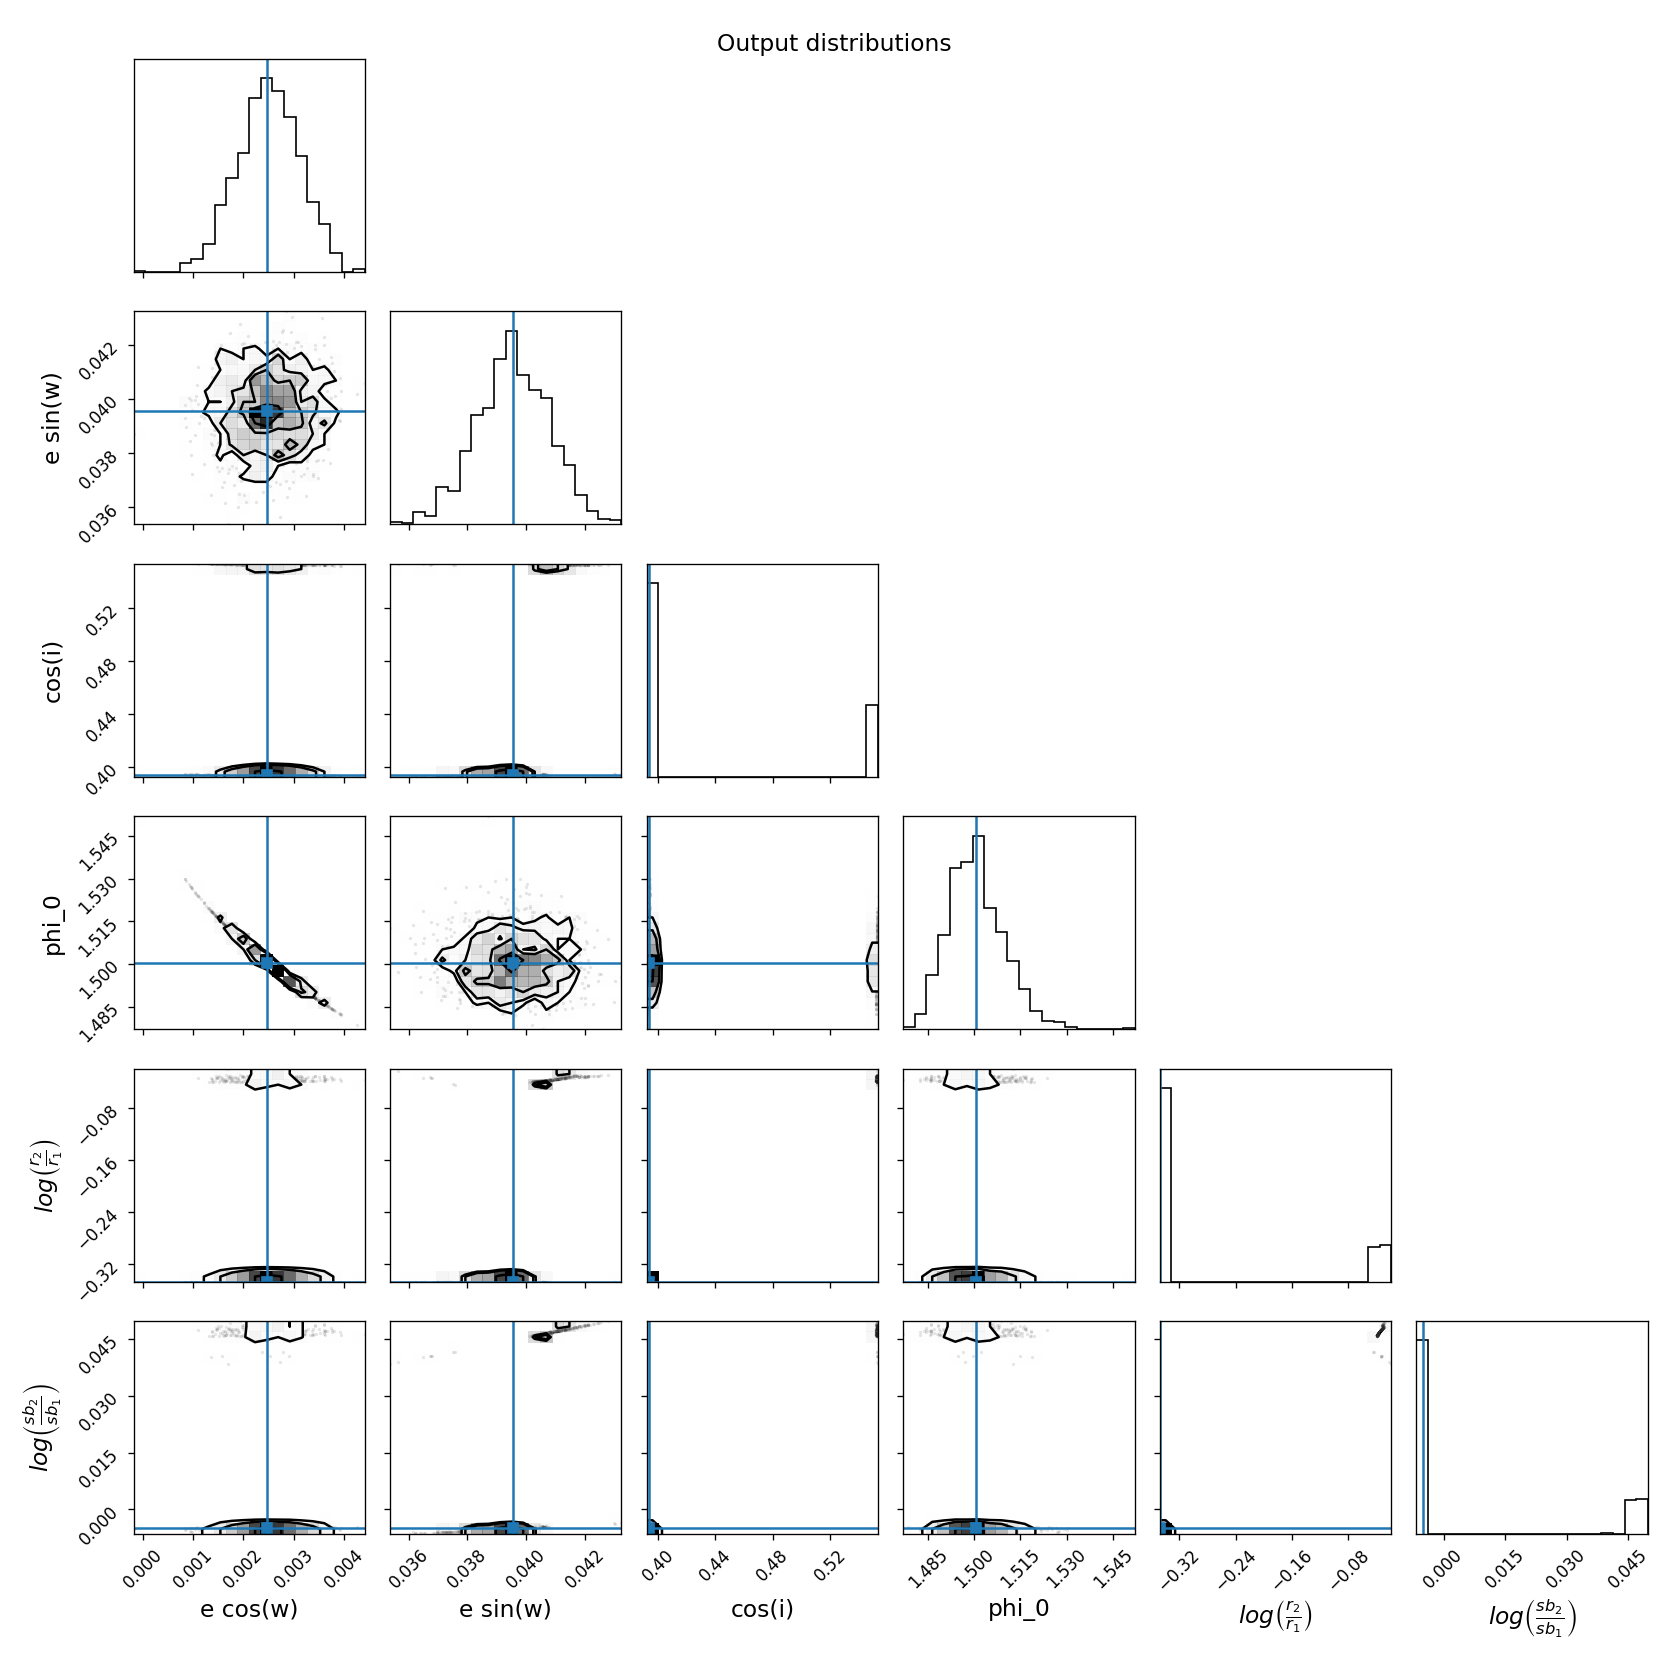 Output distributions
e sin(w)
0.042
0.040
0.038
0.036
cos(i)
0.52
0.48
0.44
0.40
phi_0
1.545
1.530
1.515
1.500
1.485
log(r2/r1)
−0.08
−0.16
−0.24
−0.32
log(sb2/sb1)
0.045
0.030
0.015
0.000
0.000 0.001 0.002 0.003 0.004
0.036 0.038 0.040 0.042
0.40 0.44 0.48 0.52
1.485 1.500 1.515 1.530 1.545
−0.32 −0.24 −0.16 −0.08
0.000 0.015 0.030 0.045
e cos(w) e sin(w) cos(i) phi_0 log(r2/r1) log(sb2/sb1)